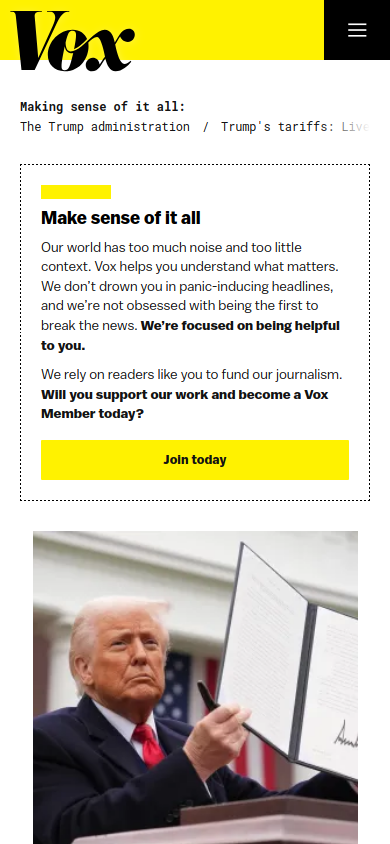 Vox
Making sense of it all:
The Trump administration / Trump's tariffs: Live
Make sense of it all
Our world has too much noise and too little
context. Vox helps you understand what matters.
We don't drown you in panic-inducing headlines,
and we're not obsessed with being the first to
break the news. We're focused on being helpful
to you.
We rely on readers like you to fund our journalism.
Will you support our work and become a Vox
Member today?
Join today